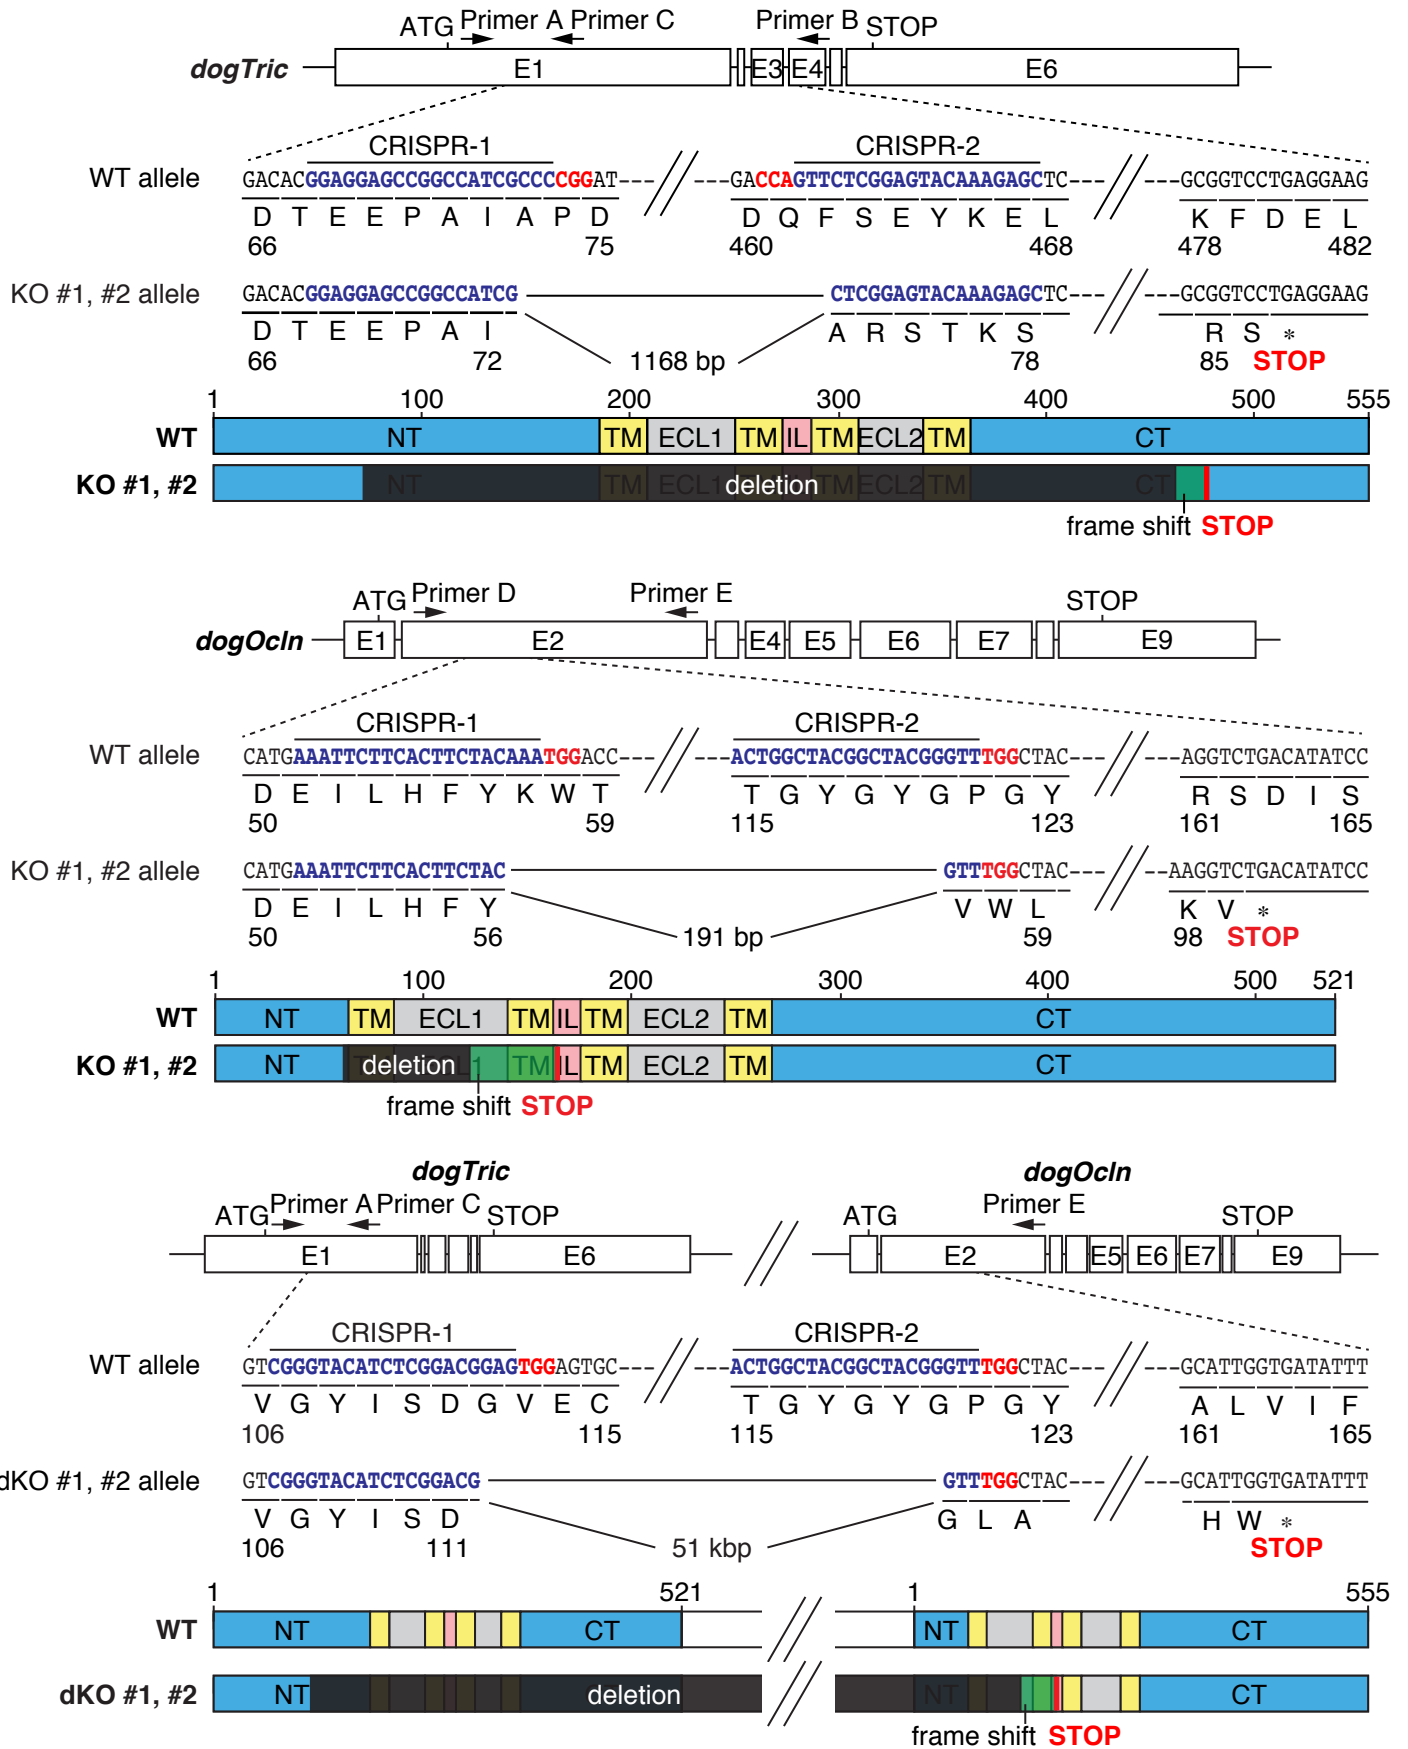 ATG Primer A Primer C Primer B STOP
dogTric E1 E3 E4 E6
CRISPR-1 CRISPR-2
WT allele GACACGGAGGAGCCGGCCATCGCCCCGGAT--- ---GACCAGTTCTCGGAGTACAAAGAGCTC--- ---GCGGTCCTGAGGAAG
D T E E P A I A P D D Q F S E Y K E L K F D E L
66 75 460 468 478 482
KO #1, #2 allele GACACGGAGGAGCCGGCCATCG CTCGGAGTACAAAGAGCTC--- ---GCGGTCCTGAGGAAG
D T E E P A I A R S T K S R S *
66 72 1168 bp 78 85 STOP
1 100 200 300 400 500 555
WT NT TM ECL1 TM IL TM ECL2 TM CT
KO #1, #2 NT TM ECL1 deletion TM ECL2 TM CT
frame shift STOP
ATG Primer D Primer E STOP
dogOcln E1 E2 E4 E5 E6 E7 E9
CRISPR-1 CRISPR-2
WT allele CATGAAATTCTTCACTTCTACAAATGGACC--- ---ACTGGCTACGGCTACGGGTTTGGCTAC--- ---AGGTCTGACATATCC
D E I L H F Y K W T T G Y G Y G P G Y R S D I S
50 59 115 123 161 165
KO #1, #2 allele CATGAAATTCTTCACTTCTAC GTTTGGCTAC--- ---AAGGTCTGACATATCC
D E I L H F Y V W L K V *
50 56 191 bp 59 98 STOP
1 100 200 300 400 500 521
WT NT TM ECL1 TM IL TM ECL2 TM CT
KO #1, #2 NT TM deletion ECL1 TM IL TM ECL2 TM CT
frame shift STOP
dogTric dogOcln
ATG Primer A Primer C STOP ATG Primer E STOP
E1 E6 E2 E5 E6 E7 E9
CRISPR-1 CRISPR-2
WT allele GTCGGGTACATCTCGGACGGAGTGGAGTGC--- ---ACTGGCTACGGCTACGGGTTTGGCTAC--- ---GCATTGGTGATATTT
V G Y I S D G V E C T G Y G Y G P G Y A L V I F
106 115 115 123 161 165
dKO #1, #2 allele GTCGGGTACATCTCGGACG GTTTGGCTAC--- ---GCATTGGTGATATTT
V G Y I S D G L A H W *
106 111 51 kbp STOP
1 521 1 555
WT NT CT NT CT
dKO #1, #2 NT deletion NT CT
frame shift STOP